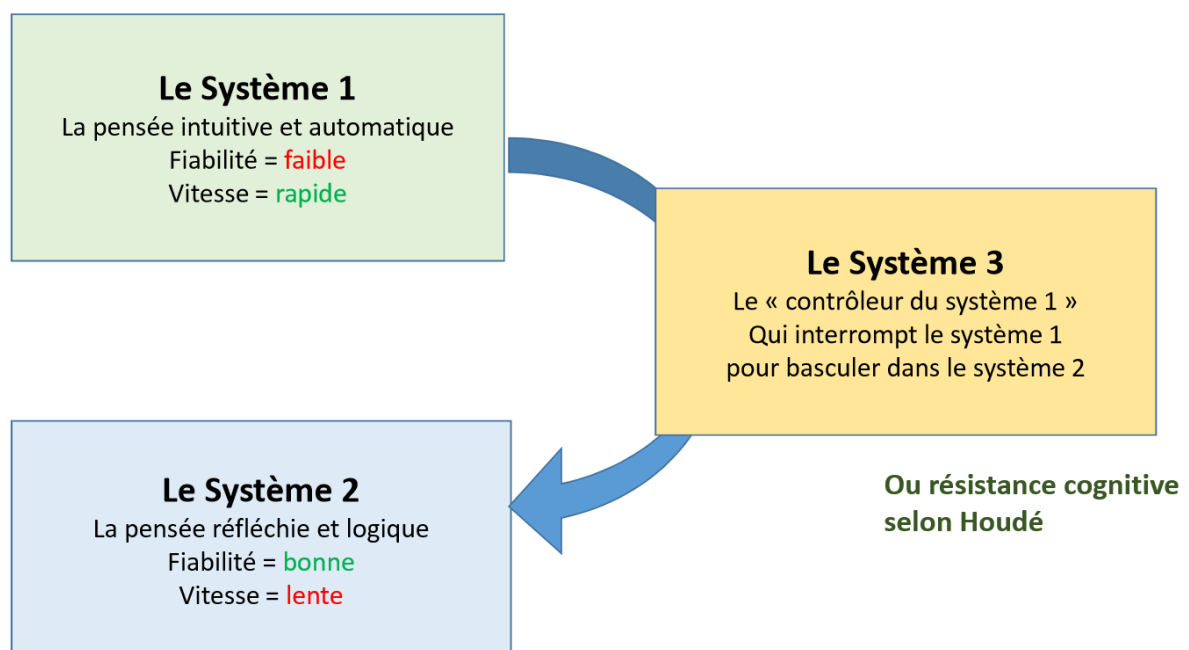 Le Système 1
La pensée intuitive et automatique
Fiabilité = faible
Vitesse = rapide
Le Système 3
Le « contrôleur du système 1 »
Qui interrompt le système 1
pour basculer dans le système 2
Le Système 2
La pensée réfléchie et logique
Fiabilité = bonne
Vitesse = lente
Ou résistance cognitive
selon Houdé